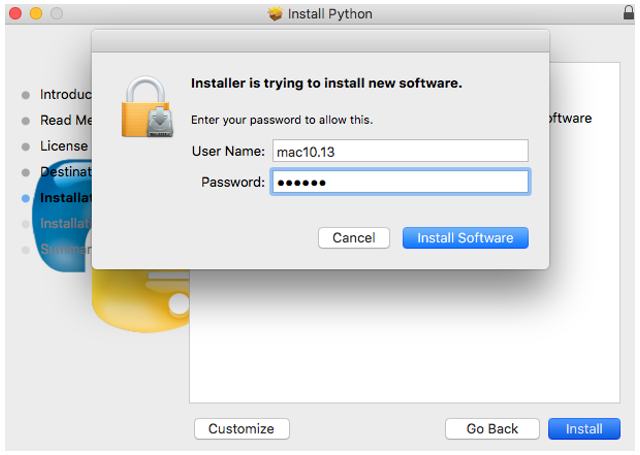 Install Python
Installer is trying to install new software.
Enter your password to allow this.
User Name: mac10.13
Password: ••••••
Cancel
Install Software
Introduc
Read Me
License
Destinat
Installat
Installat
Summar
oftware
Customize
Go Back
Install